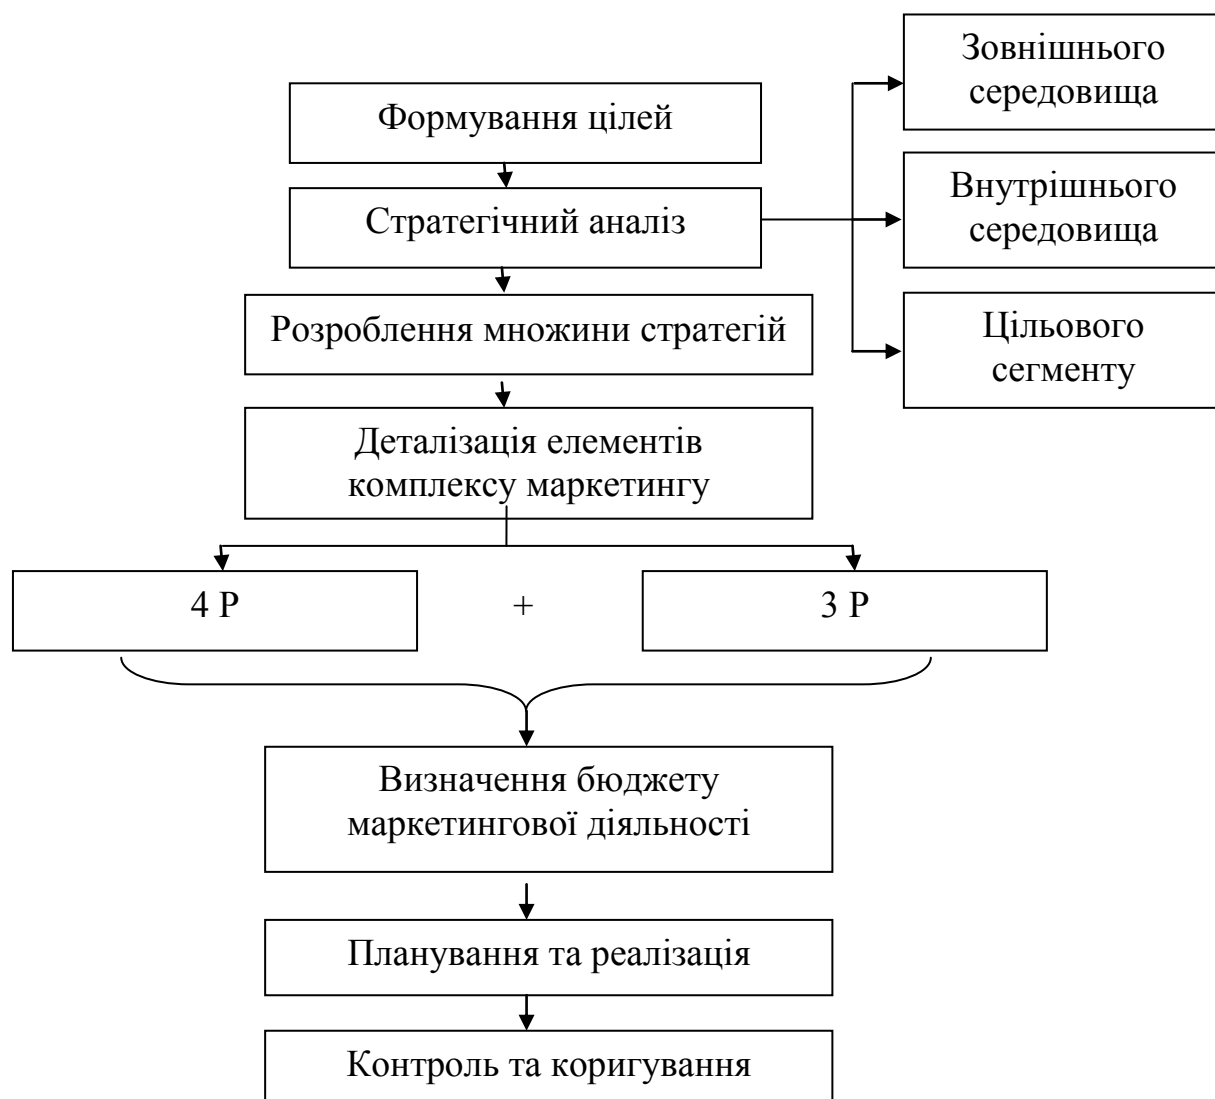 Формування цілей
Стратегічний аналіз
Зовнішнього
середовища
Внутрішнього
середовища
Цільового
сегменту
Розроблення множини стратегій
Деталізація елементів
комплексу маркетингу
4 Р
+
3 Р
Визначення бюджету
маркетингової діяльності
Планування та реалізація
Контроль та коригування